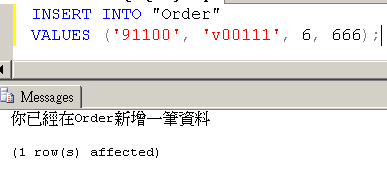 INSERT INTO "Order"
VALUES ('91100', 'v00111', 6, 666);
Messages
你已經在Order新增一筆資料
(1 row(s) affected)